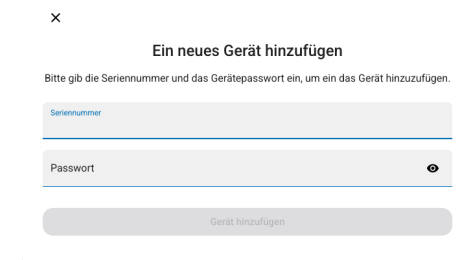 Ein neues Gerät hinzufügen
Bitte gib die Seriennummer und das Gerätepasswort ein, um ein das Gerät hinzuzufügen.
Seriennummer
Passwort
Gerät hinzufügen